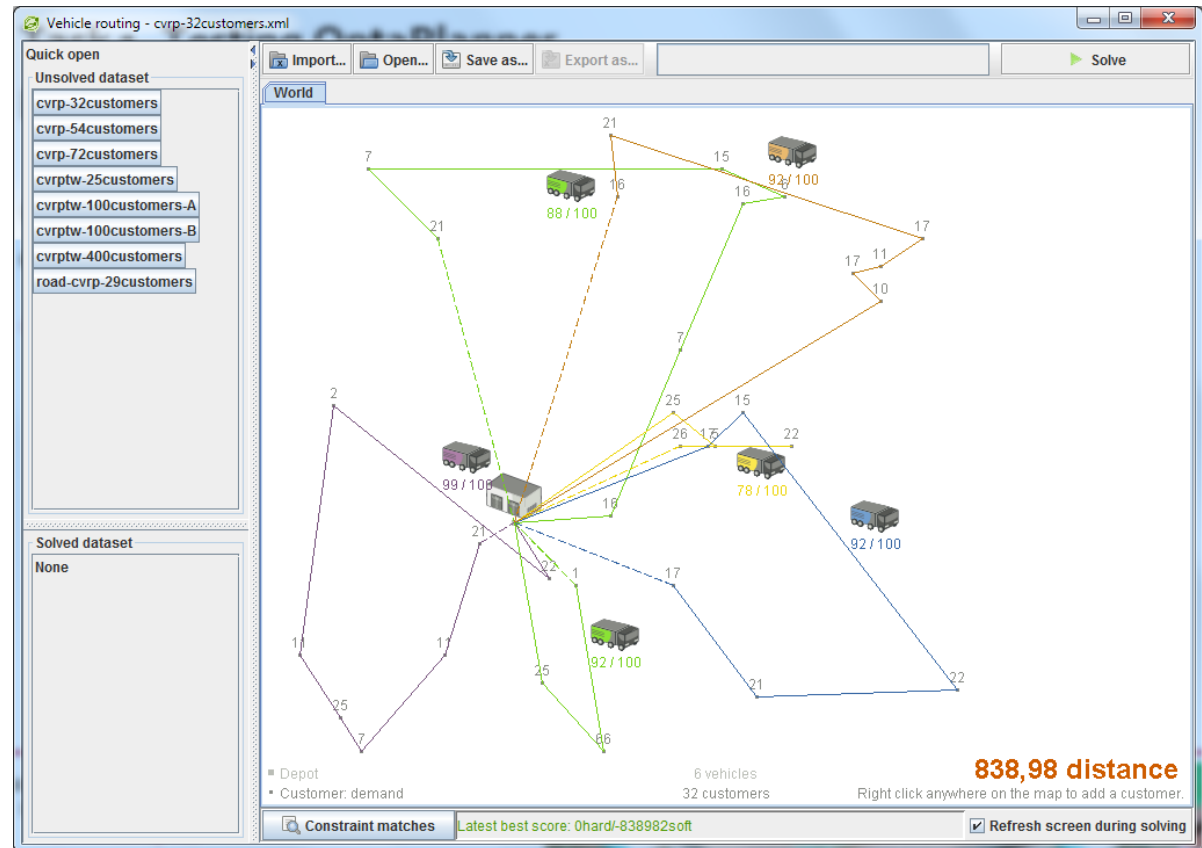 Vehicle routing - cvrp-32customers.xml
Quick open
Unsolved dataset
cvrp-32customers
cvrp-54customers
cvrp-72customers
cvrptw-25customers
cvrptw-100customers-A
cvrptw-100customers-B
cvrptw-400customers
road-cvrp-29customers
Solved dataset
None
Import... Open... Save as... Export as... Solve
World
21
7 15
16 16 6 92 / 100
88 / 100
21 17
17 11
10
7
2 25 15
26 17 5 22
99 / 100 78 / 100
16 92 / 100
21
22 1 17
92 / 100
11 11 25 21 22
25
7 66
Depot 6 vehicles 838,98 distance
Customer: demand 32 customers Right click anywhere on the map to add a customer.
Constraint matches Latest best score: 0hard/-838982soft Refresh screen during solving